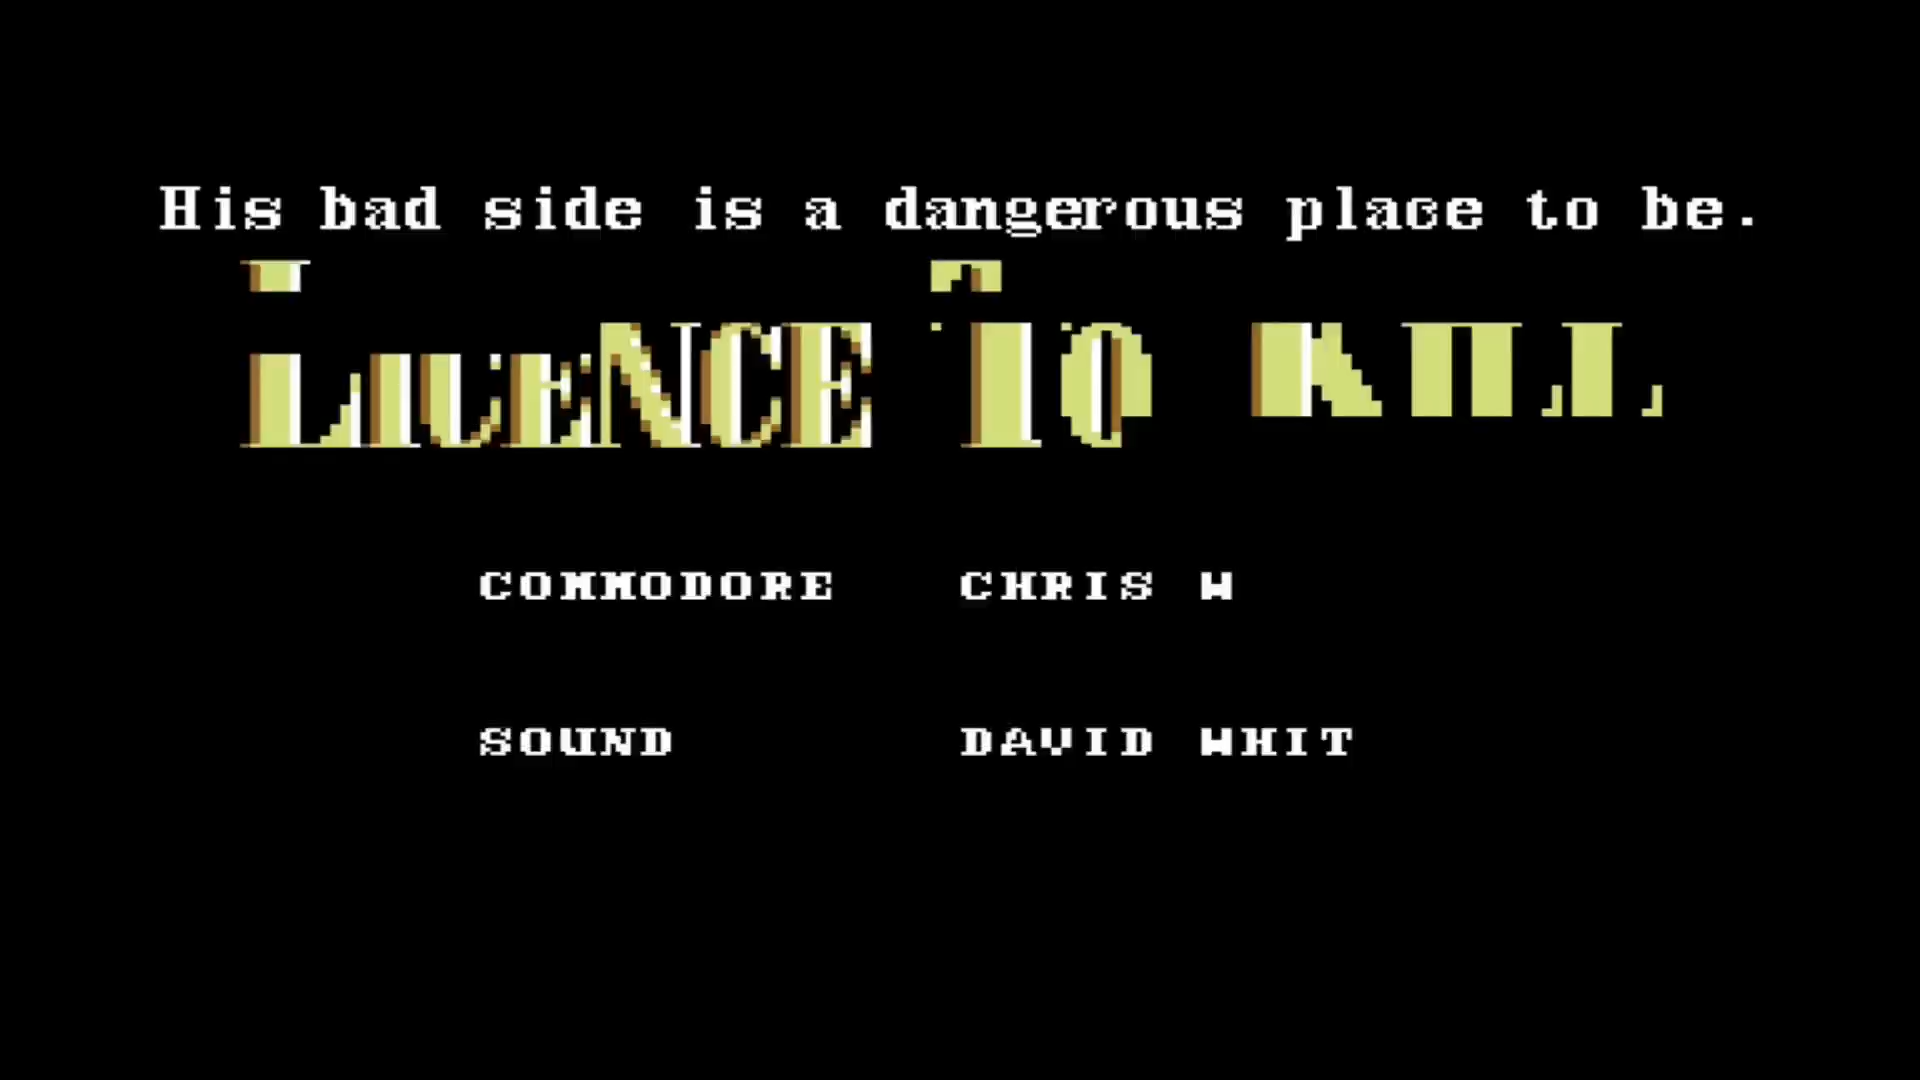 His bad side is a dangerous place to be.
LICENCE TO KILL
COMMODORE CHRIS W
SOUND DAVID WHIT